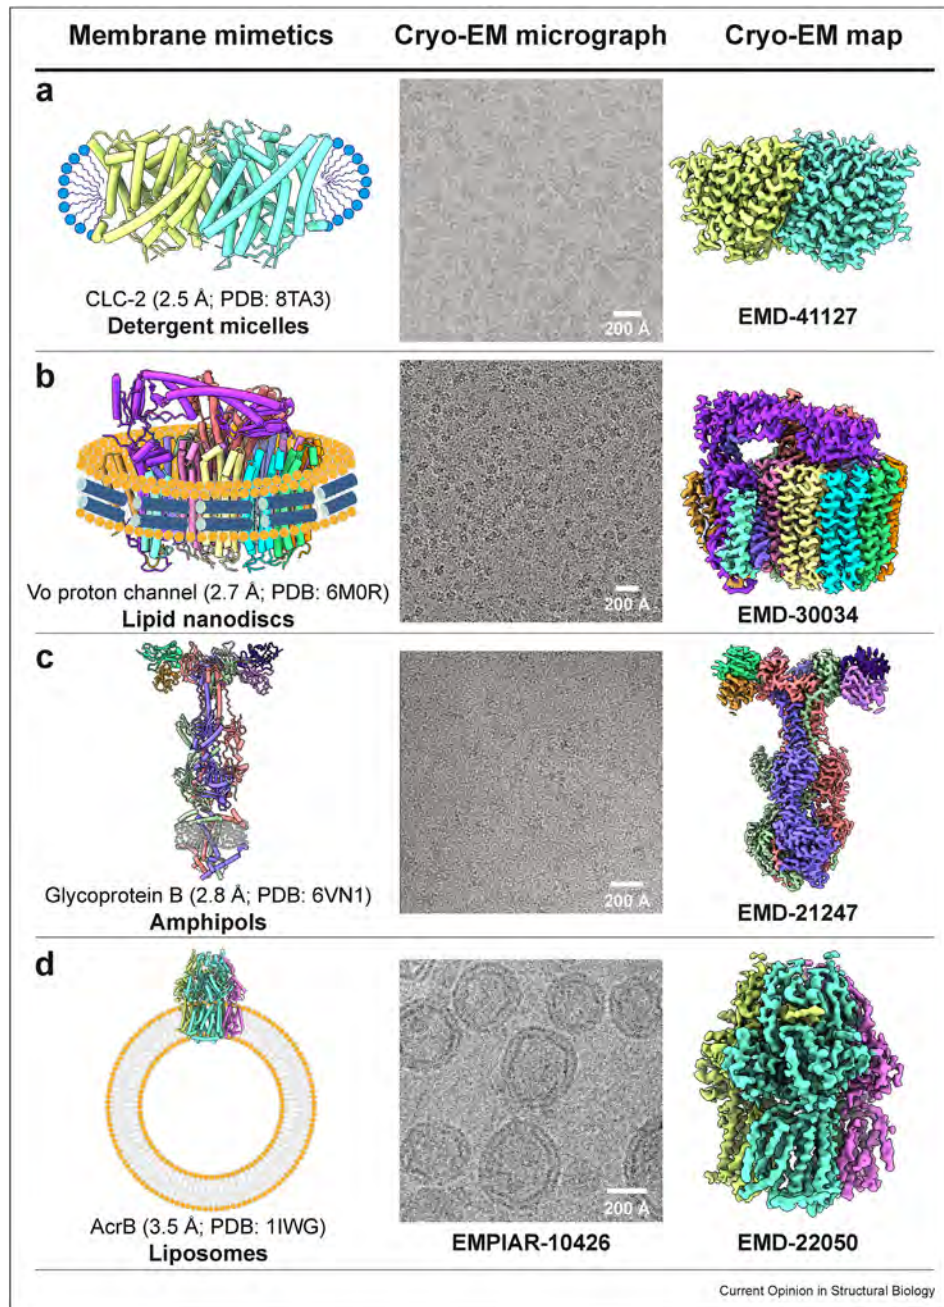 Membrane mimetics Cryo-EM micrograph Cryo-EM map
a
200 Å
CLC-2 (2.5 Å; PDB: 8TA3)
Detergent micelles
EMD-41127
b
200 Å
Vo proton channel (2.7 Å; PDB: 6M0R)
Lipid nanodiscs
EMD-30034
c
200 Å
Glycoprotein B (2.8 Å; PDB: 6VN1)
Amphipols
EMD-21247
d
200 Å
AcrB (3.5 Å; PDB: 1IWG)
Liposomes
EMPIAR-10426
EMD-22050
Current Opinion in Structural Biology